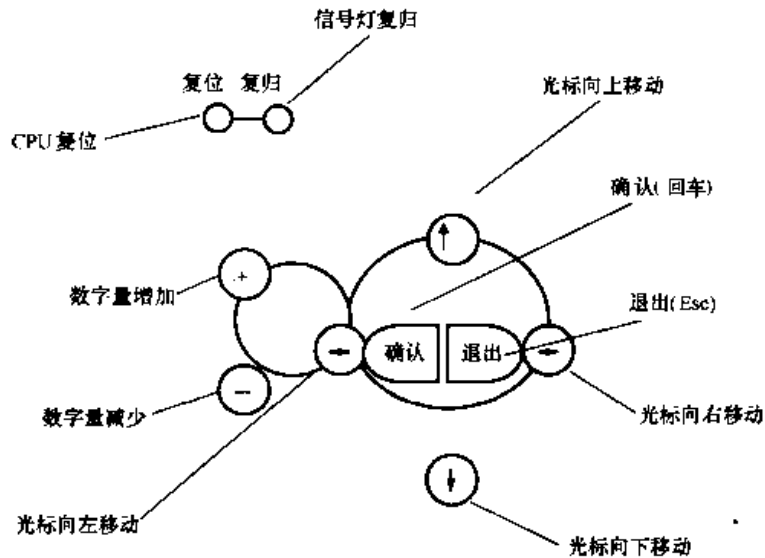 信号灯复归
复位 复归
光标向上移动
CPU复位
确认(回车)
+
数字量增加
退出(Esc)
确认
退出
−
数字量减少
光标向右移动
光标向左移动
光标向下移动